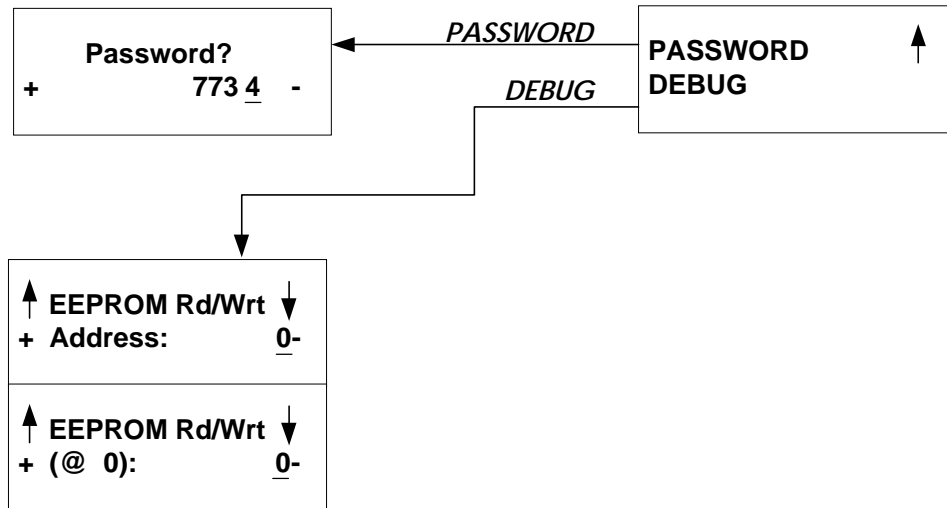 PASSWORD
Password?
+ 773 4 -
PASSWORD
DEBUG
DEBUG
EEPROM Rd/Wrt
+ Address: 0-
EEPROM Rd/Wrt
+ (@ 0): 0-